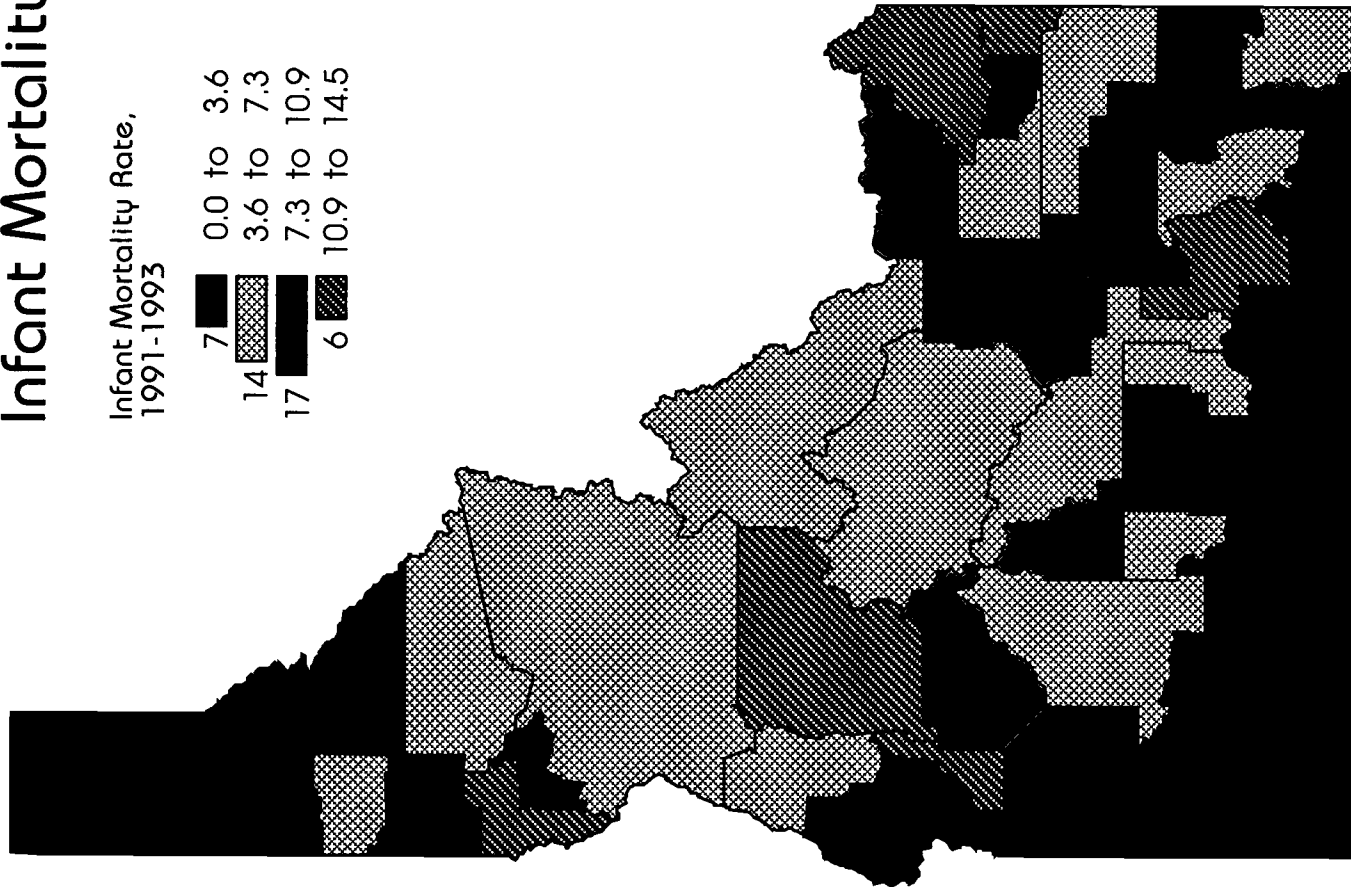 Infant Mortality
Infant Mortality Rate,
1991-1993
7 0.0 to 3.6
14 3.6 to 7.3
17 7.3 to 10.9
6 10.9 to 14.5